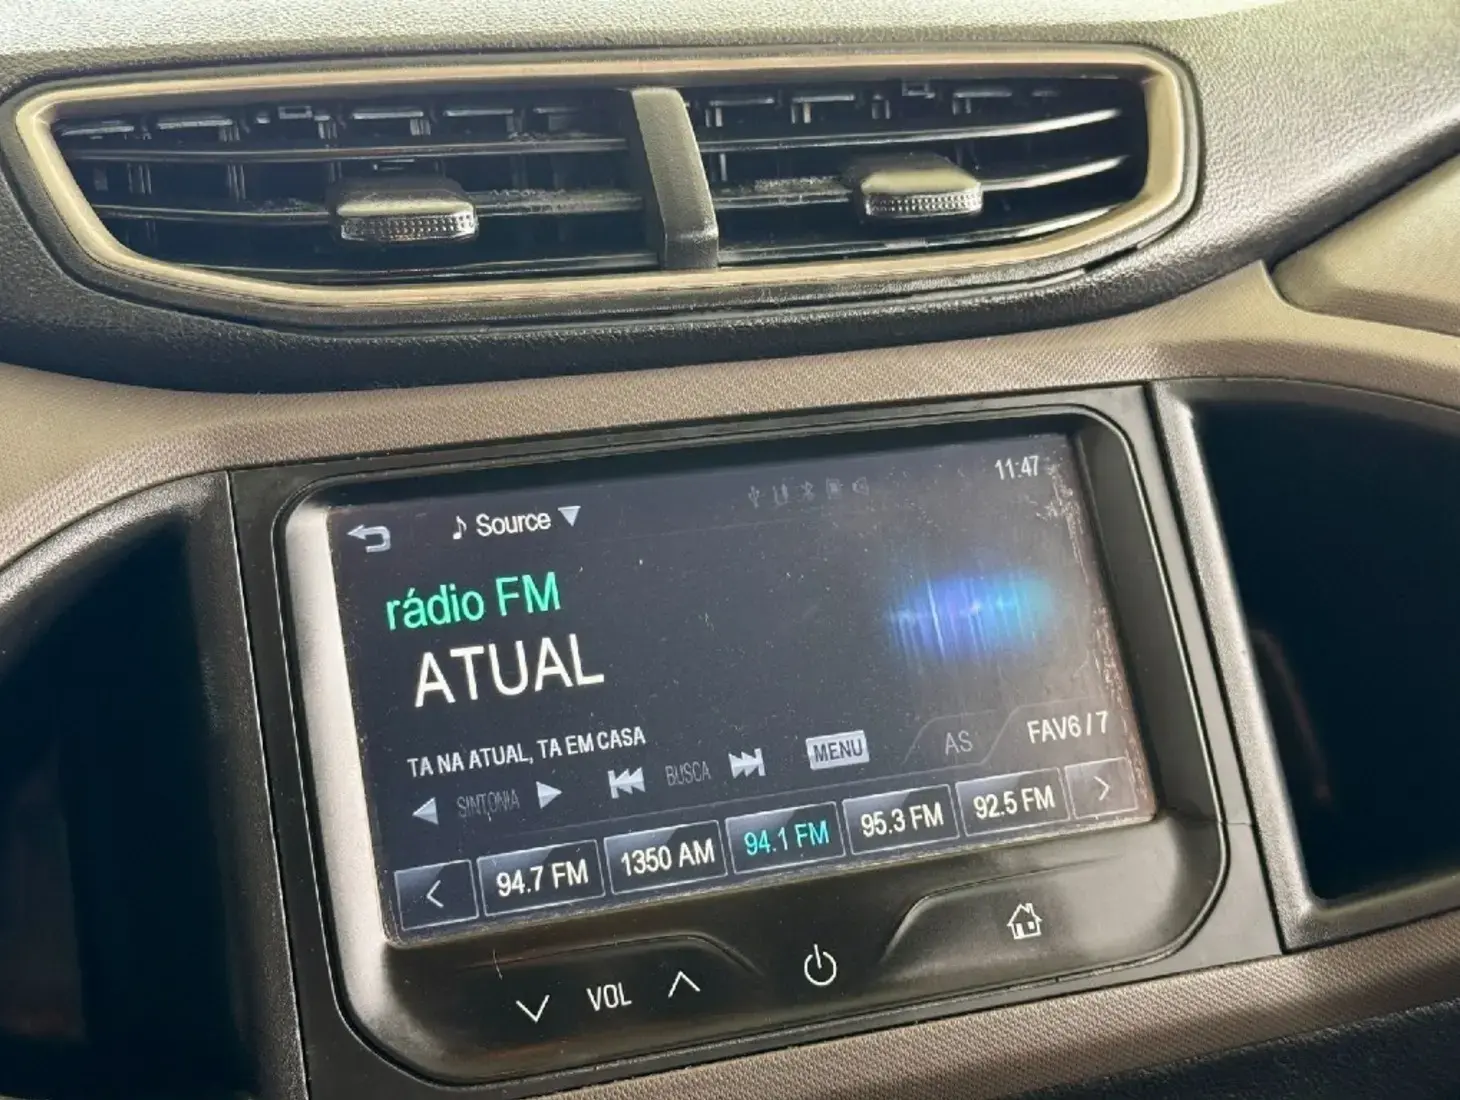 11:47
Source
rádio FM
ATUAL
TA NA ATUAL, TA EM CASA
SINTONIA BUSCA MENU AS FAV6 / 7
94.7 FM 1350 AM 94.1 FM 95.3 FM 92.5 FM
VOL